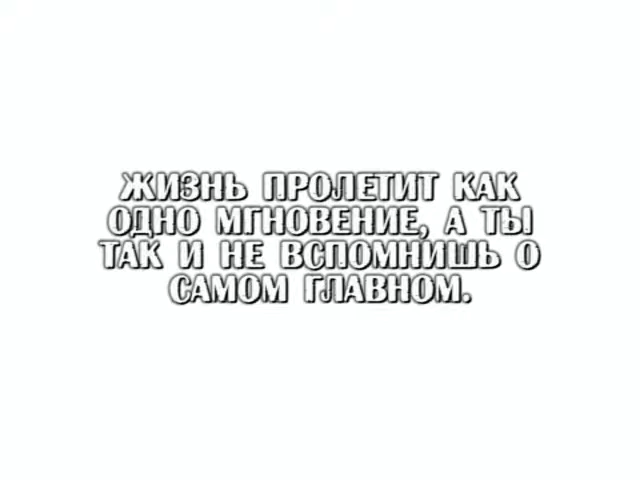 ЖИЗНЬ ПРОЛЕТИТ КАК
ОДНО МГНОВЕНИЕ, А ТЫ
ТАК И НЕ ВСПОМНИШЬ О
САМОМ ГЛАВНОМ.